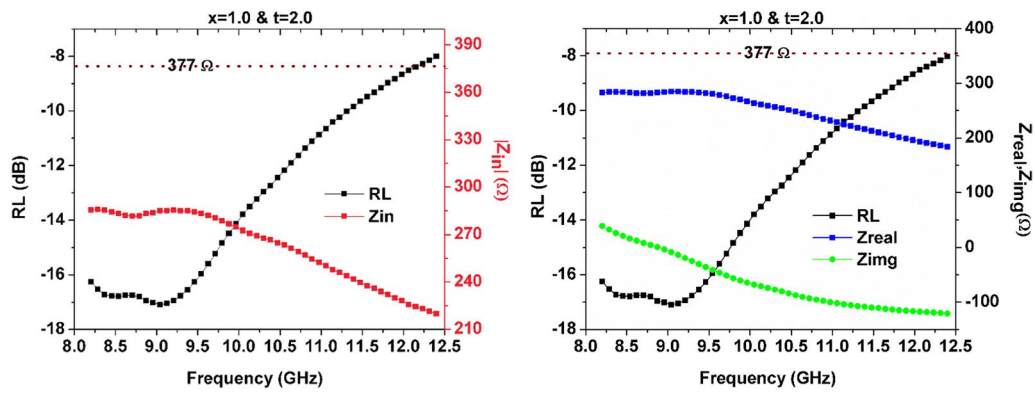 x=1.0 & t=2.0
RL (dB)
-8
-10
-12
-14
-16
-18
377 Ω
RL
Zin
390
360
330
300
270
240
210
|Zin| (Ω)
8.0 8.5 9.0 9.5 10.0 10.5 11.0 11.5 12.0 12.5
Frequency (GHz)
x=1.0 & t=2.0
RL (dB)
-8
-10
-12
-14
-16
-18
377 Ω
RL
Zreal
Zimg
400
300
200
100
0
-100
Zreal,Zimg(Ω)
8.0 8.5 9.0 9.5 10.0 10.5 11.0 11.5 12.0 12.5
Frequency (GHz)